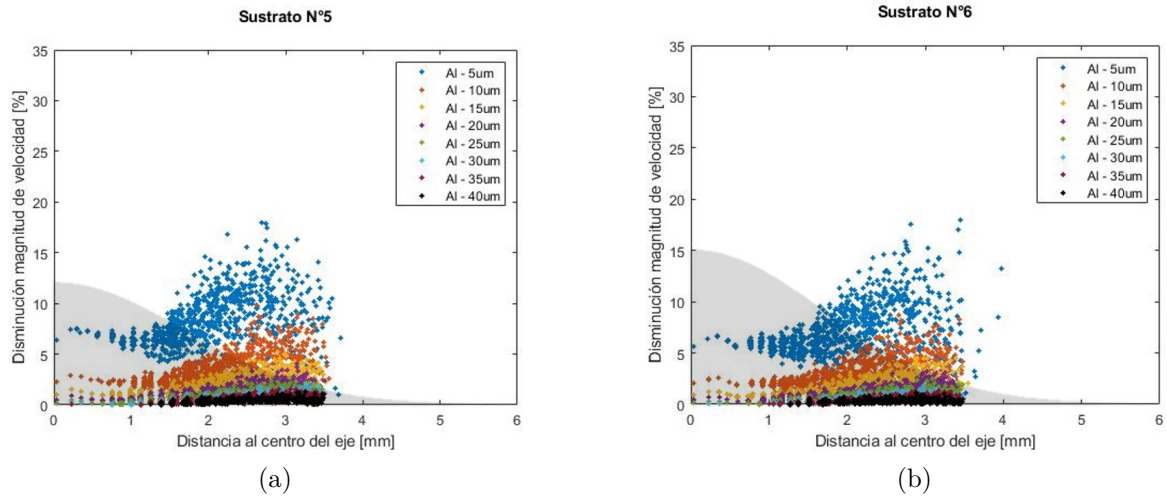 Sustrato N°5
Disminución magnitud de velocidad [%]
35
30
25
20
15
10
5
0
Al - 5um
Al - 10um
Al - 15um
Al - 20um
Al - 25um
Al - 30um
Al - 35um
Al - 40um
0 1 2 3 4 5 6
Distancia al centro del eje [mm]
(a)
Sustrato N°6
Disminución magnitud de velocidad [%]
35
30
25
20
15
10
5
0
Al - 5um
Al - 10um
Al - 15um
Al - 20um
Al - 25um
Al - 30um
Al - 35um
Al - 40um
0 1 2 3 4 5 6
Distancia al centro del eje [mm]
(b)